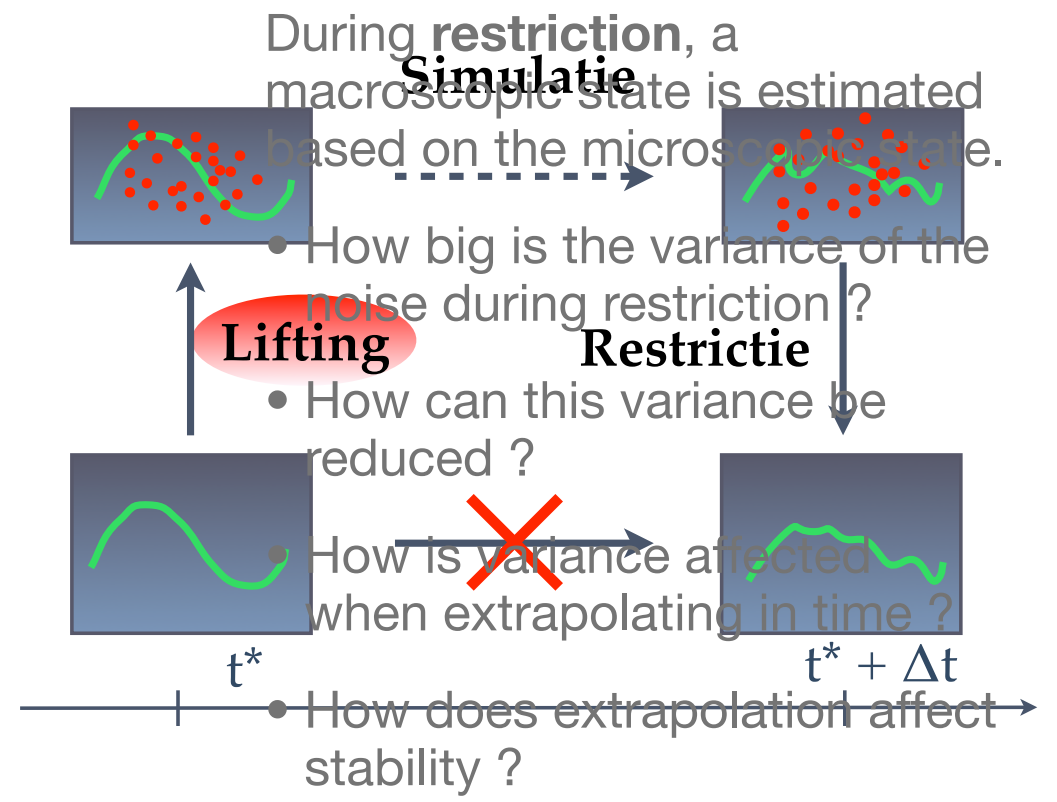 During restriction, a
Simulatie
macroscopic state is estimated
based on the microscopic state.
• How big is the variance of the
noise during restriction ?
Lifting
Restrictie
• How can this variance be
reduced ?
• How is variance affected
when extrapolating in time ?
t*
t* + Δt
• How does extrapolation affect
stability ?